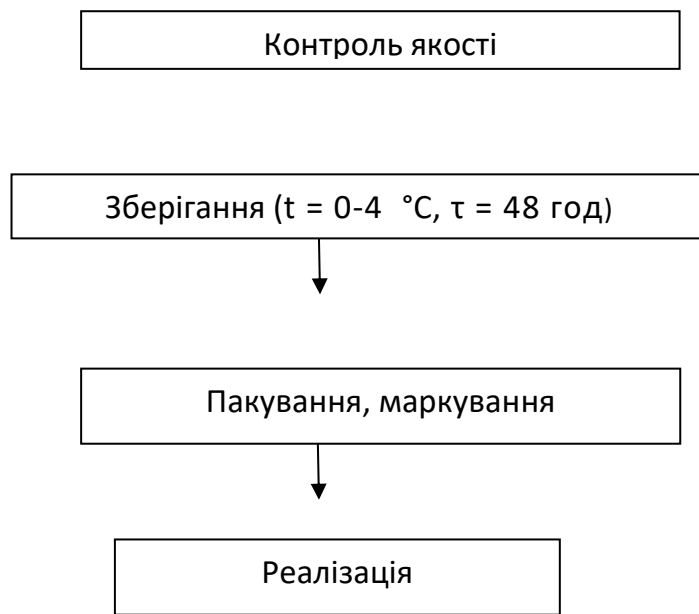 Контроль якості
Зберігання (t = 0-4 °С, τ = 48 год)
Пакування, маркування
Реалізація